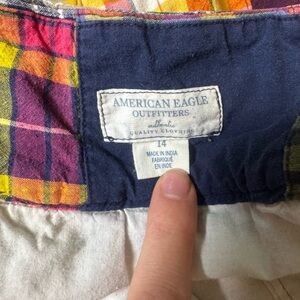 AMERICAN EAGLE
OUTFITTERS
authentic
QUALITY CLOTHING
14
MADE IN INDIA
FABRIQUÉ
EN INDE